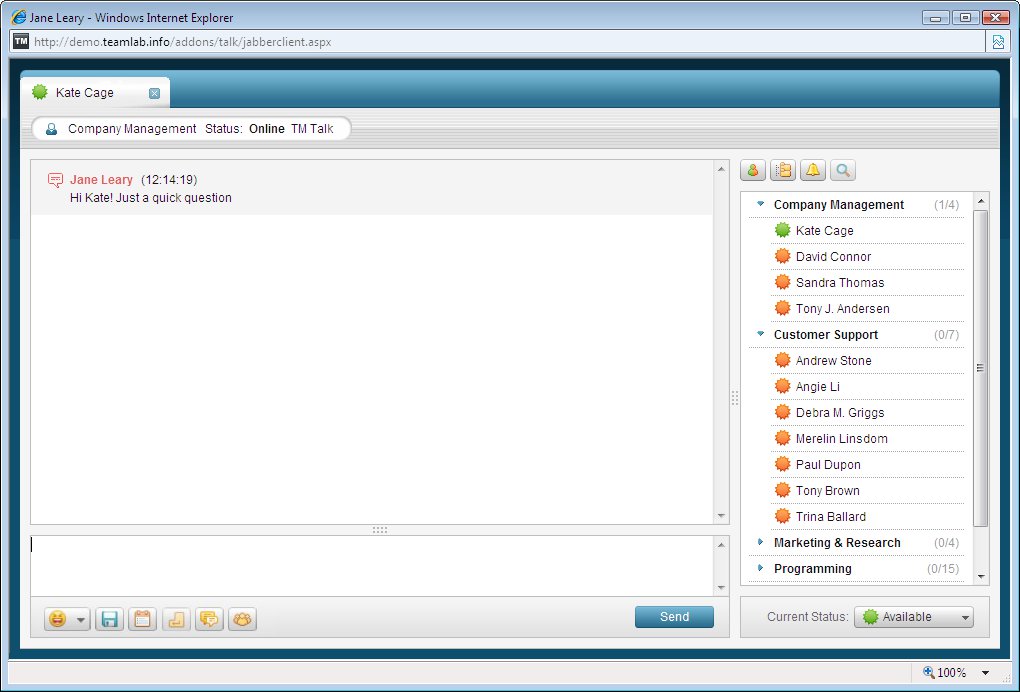 Jane Leary - Windows Internet Explorer
TM http://demo.teamlab.info/addons/talk/jabberclient.aspx
Kate Cage
Company Management Status: Online TM Talk
Jane Leary (12:14:19)
Hi Kate! Just a quick question
Company Management (1/4)
Kate Cage
David Connor
Sandra Thomas
Tony J. Andersen
Customer Support (0/7)
Andrew Stone
Angie Li
Debra M. Griggs
Merelin Linsdom
Paul Dupon
Tony Brown
Trina Ballard
Marketing & Research (0/4)
Programming (0/15)
Send
Current Status: Available
100%